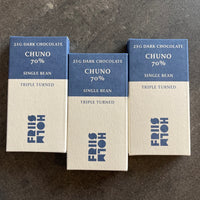 25G DARK CHOCOLATE
CHUNO
70%
SINGLE BEAN
TRIPLE TURNED
FRIIS
HOLM
25G DARK CHOCOLATE
CHUNO
70%
SINGLE BEAN
TRIPLE TURNED
FRIIS
HOLM
25G DARK CHOCOLATE
CHUNO
70%
SINGLE BEAN
TRIPLE TURNED
FRIIS
HOLM